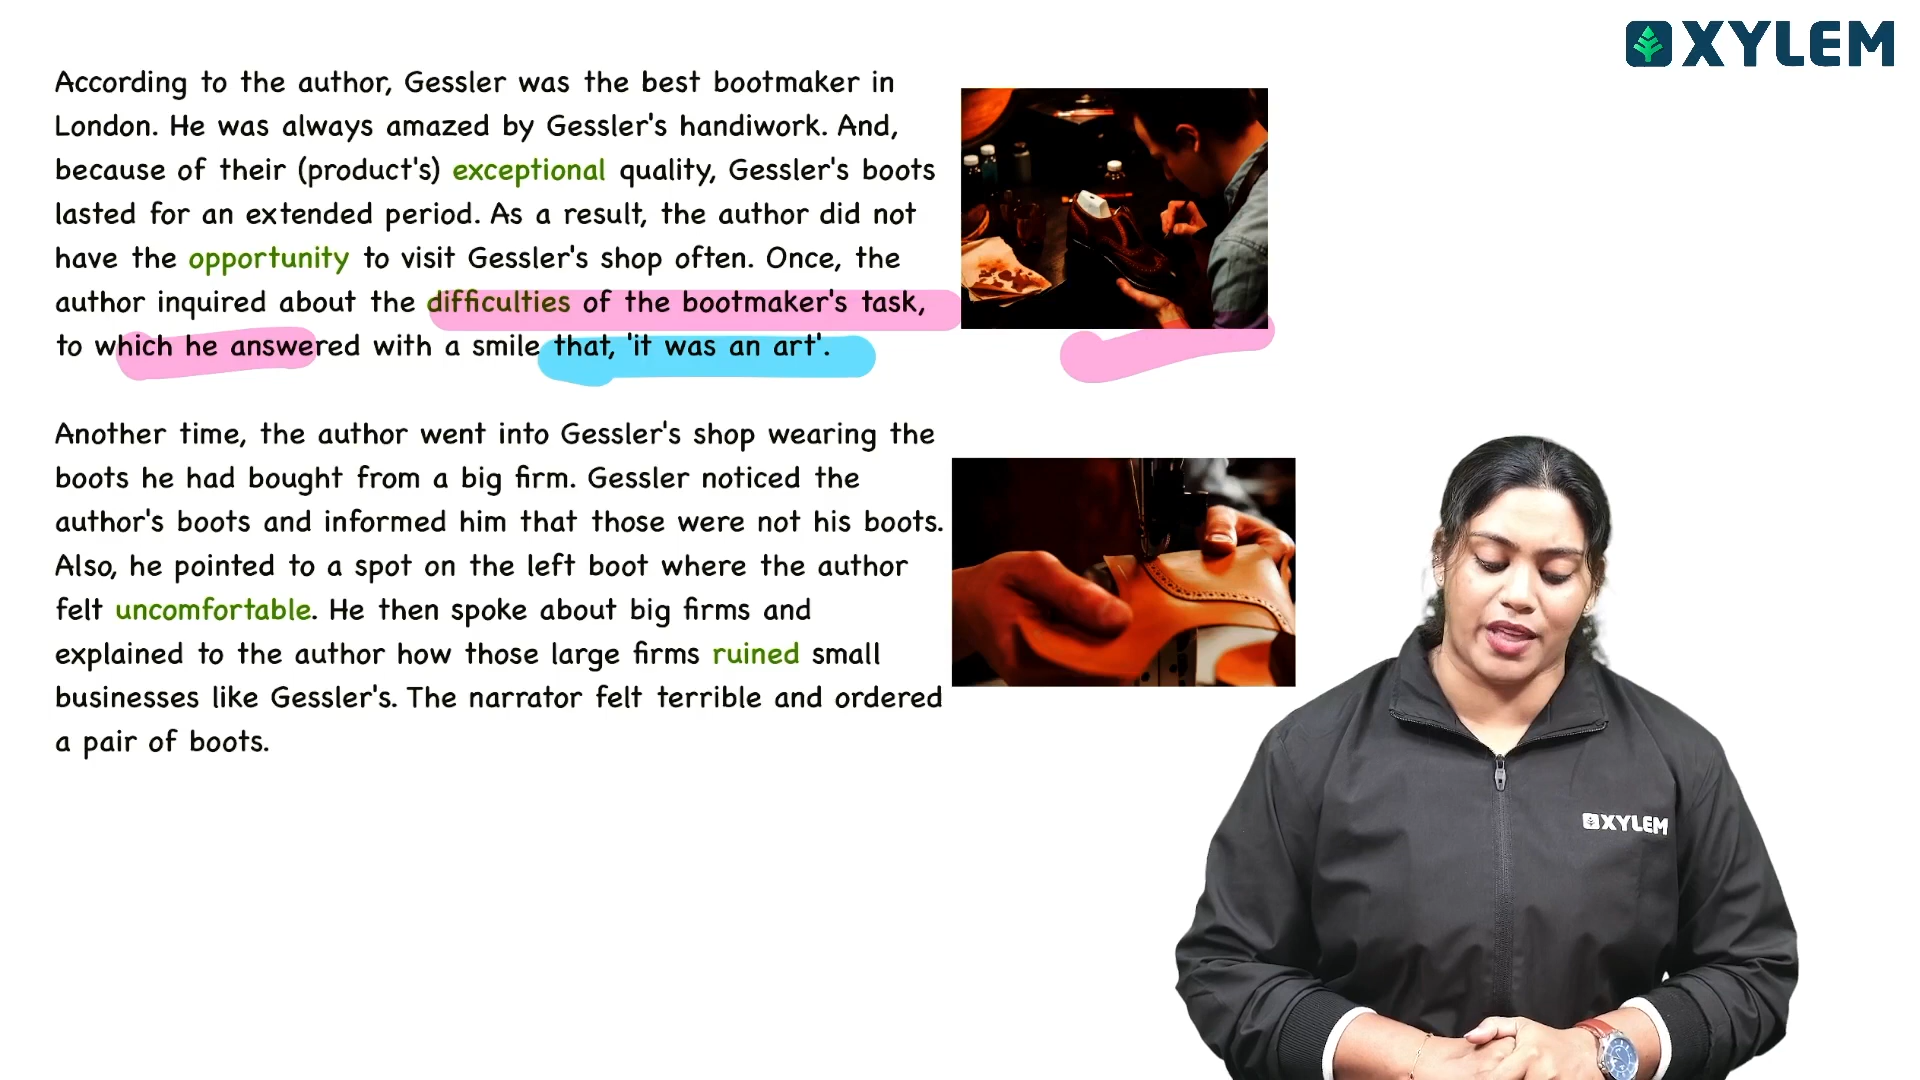 XYLEM
According to the author, Gessler was the best bootmaker in
London. He was always amazed by Gessler's handiwork. And,
because of their (product's) exceptional quality, Gessler's boots
lasted for an extended period. As a result, the author did not
have the opportunity to visit Gessler's shop often. Once, the
author inquired about the difficulties of the bootmaker's task,
to which he answered with a smile that, 'it was an art'.
Another time, the author went into Gessler's shop wearing the
boots he had bought from a big firm. Gessler noticed the
author's boots and informed him that those were not his boots.
Also, he pointed to a spot on the left boot where the author
felt uncomfortable. He then spoke about big firms and
explained to the author how those large firms ruined small
businesses like Gessler's. The narrator felt terrible and ordered
a pair of boots.
XYLEM